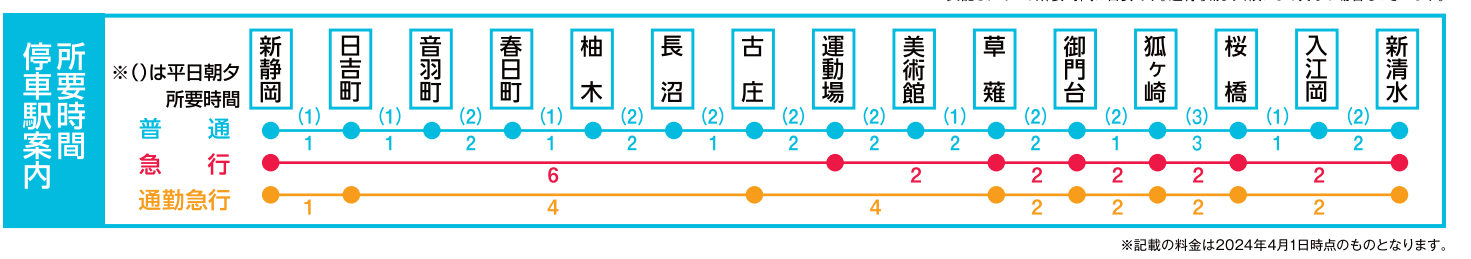 所要時間
停車駅案内
※()は平日朝夕
所要時間
新静岡 日吉町 音羽町 春日町 柚木 長沼 古庄 運動場 美術館 草薙 御門台 狐ヶ崎 桜橋 入江岡 新清水
(1) (1) (2) (1) (2) (2) (2) (2) (1) (2) (2) (3) (1) (2)
普通
1 1 2 1 2 1 2 2 2 2 1 3 1 2
急行
6 2 2 2 2 2
通勤急行
1 4 4 2 2 2 2
※記載の料金は2024年4月1日時点のものとなります。